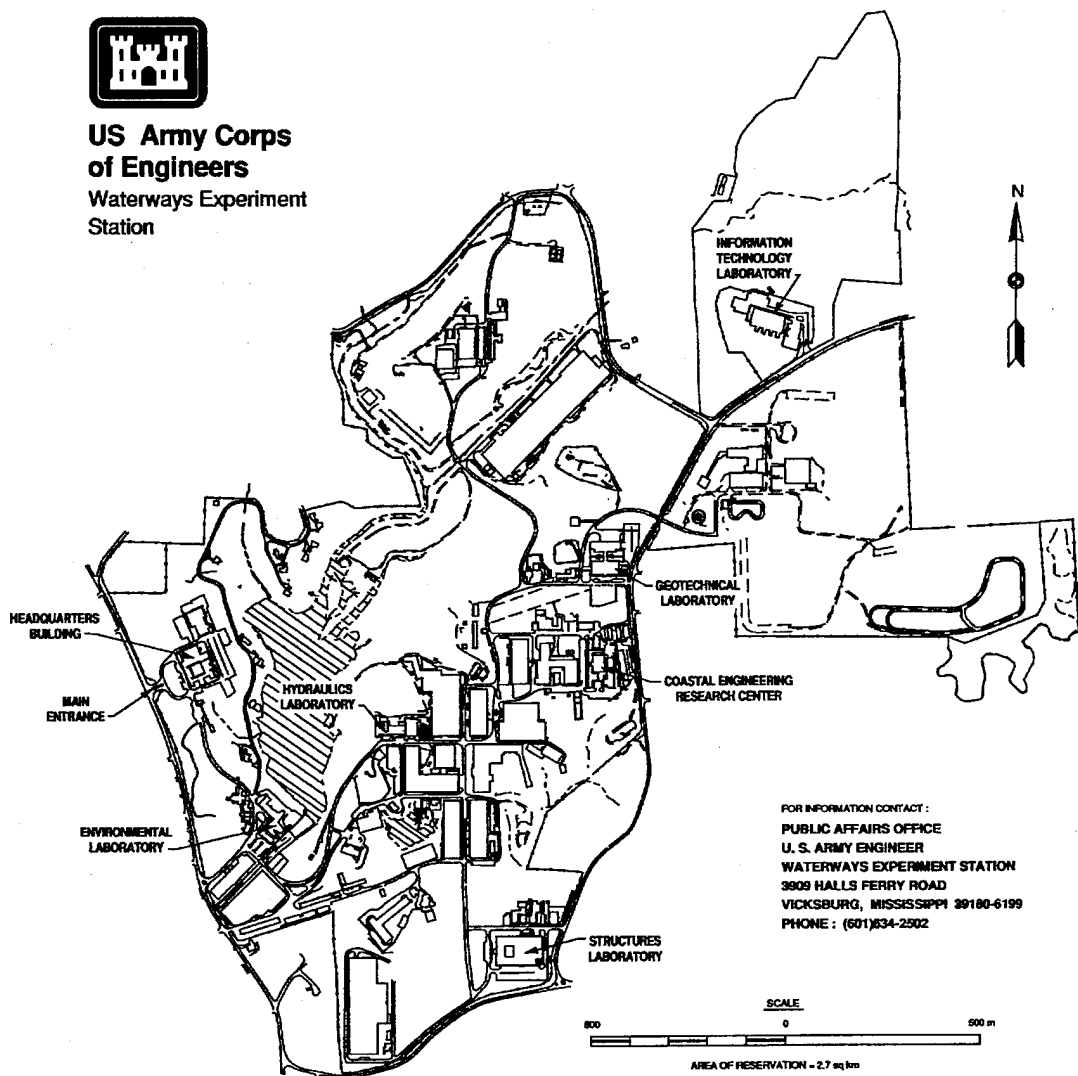 US Army Corps
of Engineers
Waterways Experiment
Station
N
INFORMATION
TECHNOLOGY
LABORATORY
GEOTECHNICAL
LABORATORY
HEADQUARTERS
BUILDING
MAIN
ENTRANCE
HYDRAULICS
LABORATORY
COASTAL ENGINEERING
RESEARCH CENTER
ENVIRONMENTAL
LABORATORY
FOR INFORMATION CONTACT :
PUBLIC AFFAIRS OFFICE
U. S. ARMY ENGINEER
WATERWAYS EXPERIMENT STATION
3909 HALLS FERRY ROAD
VICKSBURG, MISSISSIPPI 39180-6199
PHONE : (601)634-2502
STRUCTURES
LABORATORY
SCALE
500 0 500 m
AREA OF RESERVATION = 2.7 sq km